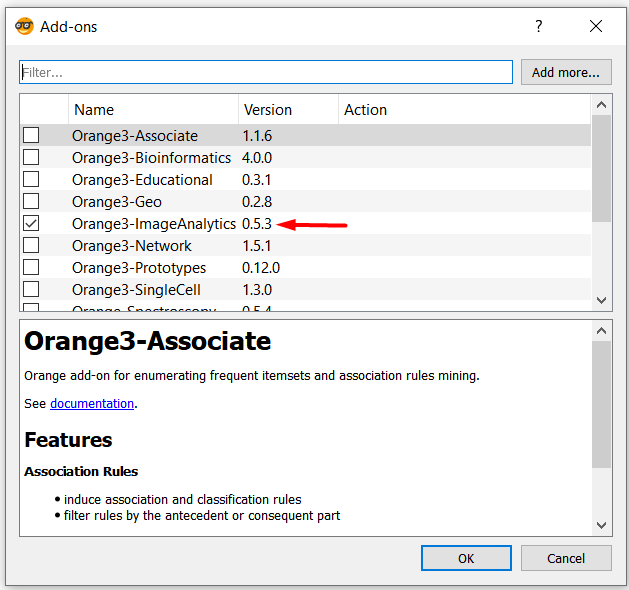 Add-ons
?
Filter...
Add more...
Name Version Action
Orange3-Associate 1.1.6
Orange3-Bioinformatics 4.0.0
Orange3-Educational 0.3.1
Orange3-Geo 0.2.8
Orange3-ImageAnalytics 0.5.3
Orange3-Network 1.5.1
Orange3-Prototypes 0.12.0
Orange3-SingleCell 1.3.0
Orange-Spectroscopy 0.5.4
Orange3-Associate
Orange add-on for enumerating frequent itemsets and association rules mining.
See documentation.
Features
Association Rules
• induce association and classification rules
• filter rules by the antecedent or consequent part
OK
Cancel